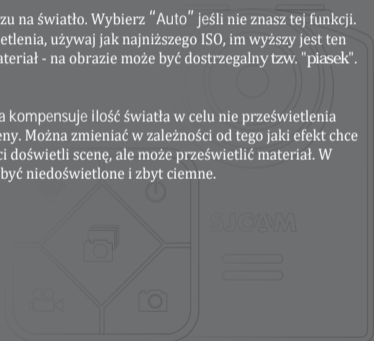 zu na światło. Wybierz "Auto" jeśli nie znasz tej funkcji.
etlenia, używaj jak najniższego ISO, im wyższy jest ten
ateriał - na obrazie może być dostrzegalny tzw. "piasek".
a kompensuje ilość światła w celu nie prześwietlenia
eny. Można zmieniać w zależności od tego jaki efekt chce
ci doświetli scenę, ale może prześwietlić materiał. W
być niedoświetlone i zbyt ciemne.
SJCAM